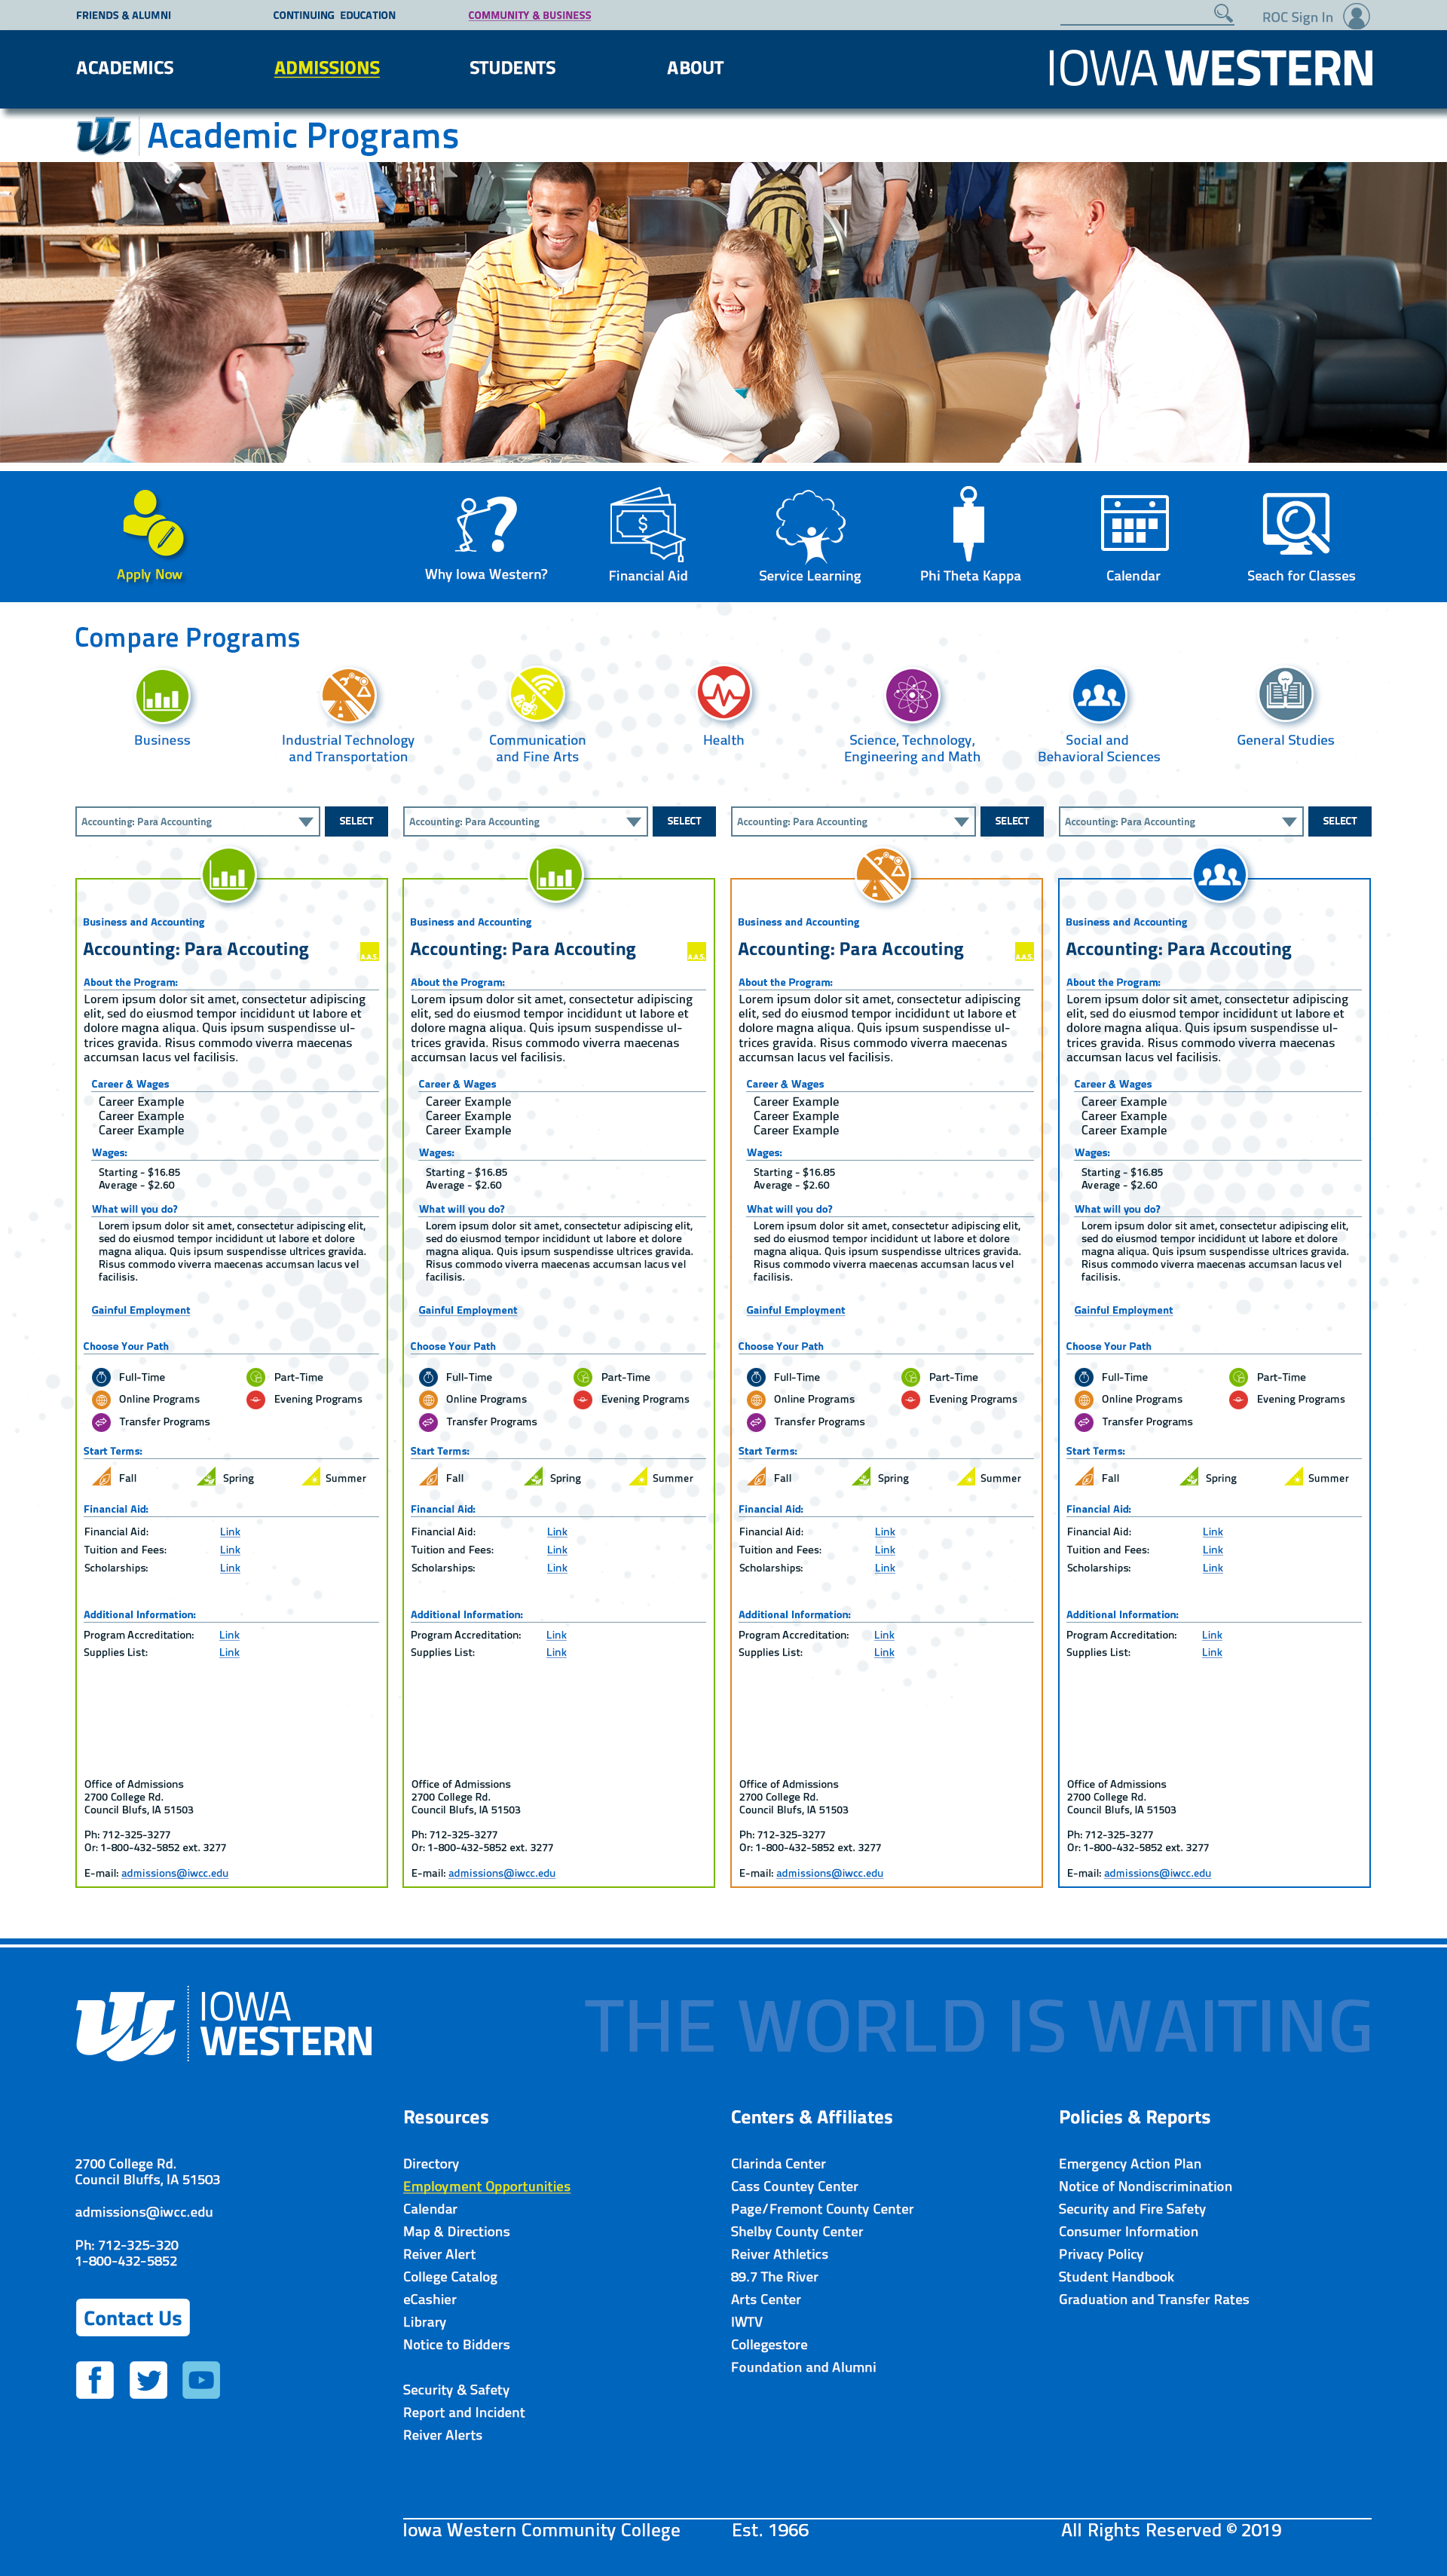 FRIENDS & ALUMNI
CONTINUING EDUCATION
COMMUNITY & BUSINESS
ROC Sign In
ACADEMICS
ADMISSIONS
STUDENTS
ABOUT
IOWA WESTERN
Academic Programs
Apply Now
Why Iowa Western?
Financial Aid
Service Learning
Phi Theta Kappa
Calendar
Seach for Classes
Compare Programs
Business
Industrial Technology
and Transportation
Communication
and Fine Arts
Health
Science, Technology,
Engineering and Math
Social and
Behavioral Sciences
General Studies
Accounting: Para Accounting
SELECT
Accounting: Para Accounting
SELECT
Accounting: Para Accounting
SELECT
Accounting: Para Accounting
SELECT
Business and Accounting
Accounting: Para Accouting
A.A.S.
About the Program:
Lorem ipsum dolor sit amet, consectetur adipiscing
elit, sed do eiusmod tempor incididunt ut labore et
dolore magna aliqua. Quis ipsum suspendisse ul-
trices gravida. Risus commodo viverra maecenas
accumsan lacus vel facilisis.
Career & Wages
Career Example
Career Example
Career Example
Wages:
Starting - $16.85
Average - $2.60
What will you do?
Lorem ipsum dolor sit amet, consectetur adipiscing elit,
sed do eiusmod tempor incididunt ut labore et dolore
magna aliqua. Quis ipsum suspendisse ultrices gravida.
Risus commodo viverra maecenas accumsan lacus vel
facilisis.
Gainful Employment
Choose Your Path
Full-Time
Part-Time
Online Programs
Evening Programs
Transfer Programs
Start Terms:
Fall
Spring
Summer
Financial Aid:
Financial Aid: Link
Tuition and Fees: Link
Scholarships: Link
Additional Information:
Program Accreditation: Link
Supplies List: Link
Office of Admissions
2700 College Rd.
Council Blufs, IA 51503
Ph: 712-325-3277
Or: 1-800-432-5852 ext. 3277
E-mail: admissions@iwcc.edu
Business and Accounting
Accounting: Para Accouting
A.A.S.
About the Program:
Lorem ipsum dolor sit amet, consectetur adipiscing
elit, sed do eiusmod tempor incididunt ut labore et
dolore magna aliqua. Quis ipsum suspendisse ul-
trices gravida. Risus commodo viverra maecenas
accumsan lacus vel facilisis.
Career & Wages
Career Example
Career Example
Career Example
Wages:
Starting - $16.85
Average - $2.60
What will you do?
Lorem ipsum dolor sit amet, consectetur adipiscing elit,
sed do eiusmod tempor incididunt ut labore et dolore
magna aliqua. Quis ipsum suspendisse ultrices gravida.
Risus commodo viverra maecenas accumsan lacus vel
facilisis.
Gainful Employment
Choose Your Path
Full-Time
Part-Time
Online Programs
Evening Programs
Transfer Programs
Start Terms:
Fall
Spring
Summer
Financial Aid:
Financial Aid: Link
Tuition and Fees: Link
Scholarships: Link
Additional Information:
Program Accreditation: Link
Supplies List: Link
Office of Admissions
2700 College Rd.
Council Blufs, IA 51503
Ph: 712-325-3277
Or: 1-800-432-5852 ext. 3277
E-mail: admissions@iwcc.edu
Business and Accounting
Accounting: Para Accouting
A.A.S.
About the Program:
Lorem ipsum dolor sit amet, consectetur adipiscing
elit, sed do eiusmod tempor incididunt ut labore et
dolore magna aliqua. Quis ipsum suspendisse ul-
trices gravida. Risus commodo viverra maecenas
accumsan lacus vel facilisis.
Career & Wages
Career Example
Career Example
Career Example
Wages:
Starting - $16.85
Average - $2.60
What will you do?
Lorem ipsum dolor sit amet, consectetur adipiscing elit,
sed do eiusmod tempor incididunt ut labore et dolore
magna aliqua. Quis ipsum suspendisse ultrices gravida.
Risus commodo viverra maecenas accumsan lacus vel
facilisis.
Gainful Employment
Choose Your Path
Full-Time
Part-Time
Online Programs
Evening Programs
Transfer Programs
Start Terms:
Fall
Spring
Summer
Financial Aid:
Financial Aid: Link
Tuition and Fees: Link
Scholarships: Link
Additional Information:
Program Accreditation: Link
Supplies List: Link
Office of Admissions
2700 College Rd.
Council Blufs, IA 51503
Ph: 712-325-3277
Or: 1-800-432-5852 ext. 3277
E-mail: admissions@iwcc.edu
Business and Accounting
Accounting: Para Accouting
About the Program:
Lorem ipsum dolor sit amet, consectetur adipiscing
elit, sed do eiusmod tempor incididunt ut labore et
dolore magna aliqua. Quis ipsum suspendisse ul-
trices gravida. Risus commodo viverra maecenas
accumsan lacus vel facilisis.
Career & Wages
Career Example
Career Example
Career Example
Wages:
Starting - $16.85
Average - $2.60
What will you do?
Lorem ipsum dolor sit amet, consectetur adipiscing elit,
sed do eiusmod tempor incididunt ut labore et dolore
magna aliqua. Quis ipsum suspendisse ultrices gravida.
Risus commodo viverra maecenas accumsan lacus vel
facilisis.
Gainful Employment
Choose Your Path
Full-Time
Part-Time
Online Programs
Evening Programs
Transfer Programs
Start Terms:
Fall
Spring
Summer
Financial Aid:
Financial Aid: Link
Tuition and Fees: Link
Scholarships: Link
Additional Information:
Program Accreditation: Link
Supplies List: Link
Office of Admissions
2700 College Rd.
Council Blufs, IA 51503
Ph: 712-325-3277
Or: 1-800-432-5852 ext. 3277
E-mail: admissions@iwcc.edu
IOWA
WESTERN
THE WORLD IS WAITING
2700 College Rd.
Council Bluffs, IA 51503
admissions@iwcc.edu
Ph: 712-325-320
1-800-432-5852
Contact Us
Resources
Directory
Employment Opportunities
Calendar
Map & Directions
Reiver Alert
College Catalog
eCashier
Library
Notice to Bidders
Security & Safety
Report and Incident
Reiver Alerts
Centers & Affiliates
Clarinda Center
Cass Countey Center
Page/Fremont County Center
Shelby County Center
Reiver Athletics
89.7 The River
Arts Center
IWTV
Collegestore
Foundation and Alumni
Policies & Reports
Emergency Action Plan
Notice of Nondiscrimination
Security and Fire Safety
Consumer Information
Privacy Policy
Student Handbook
Graduation and Transfer Rates
Iowa Western Community College
Est. 1966
All Rights Reserved © 2019